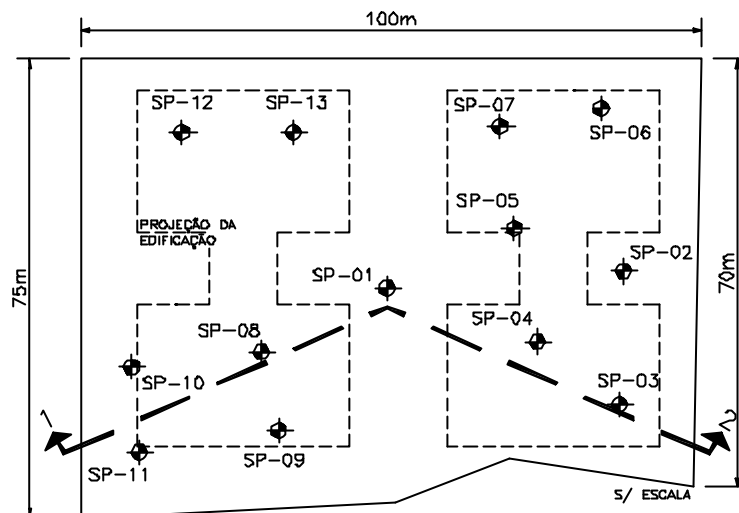 100m
SP-12
SP-13
SP-07
SP-06
SP-05
PROJEÇÃO DA
EDIFICAÇÃO
SP-02
75m
70m
SP-01
SP-04
SP-08
SP-10
SP-03
1
2
SP-09
SP-11
S/ ESCALA